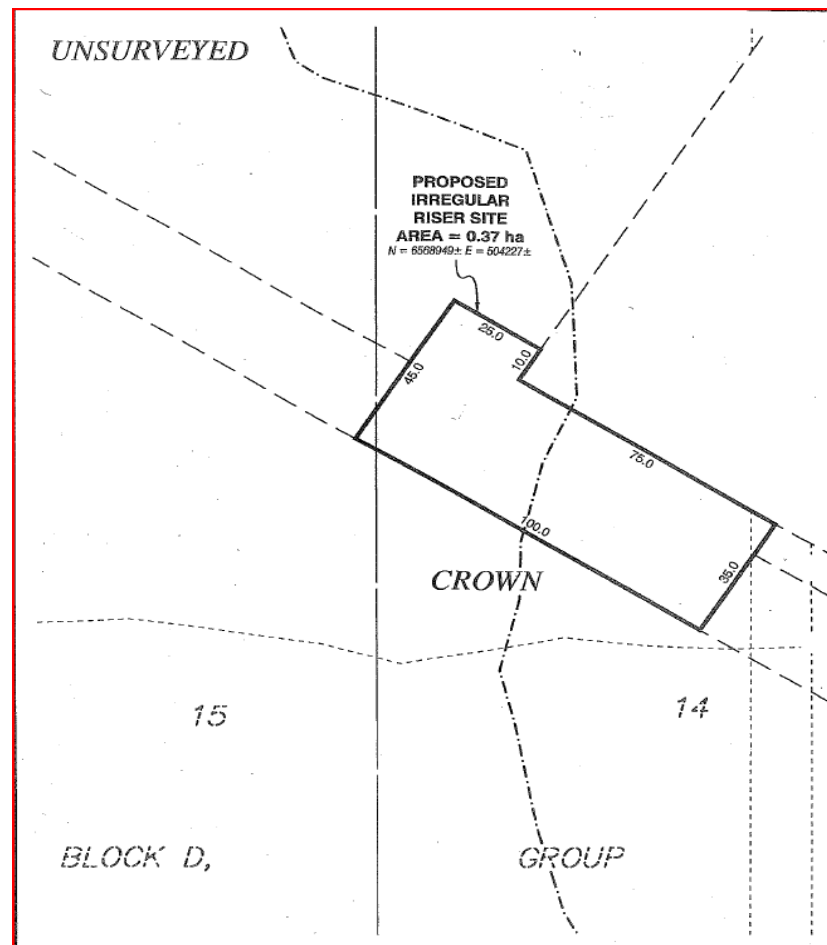 UNSURVEYED
PROPOSED
IRREGULAR
RISER SITE
AREA = 0.37 ha
N = 6568949± E = 504227±
25.0
10.0
45.0
75.0
100.0
35.0
CROWN
15
14
BLOCK D,
GROUP